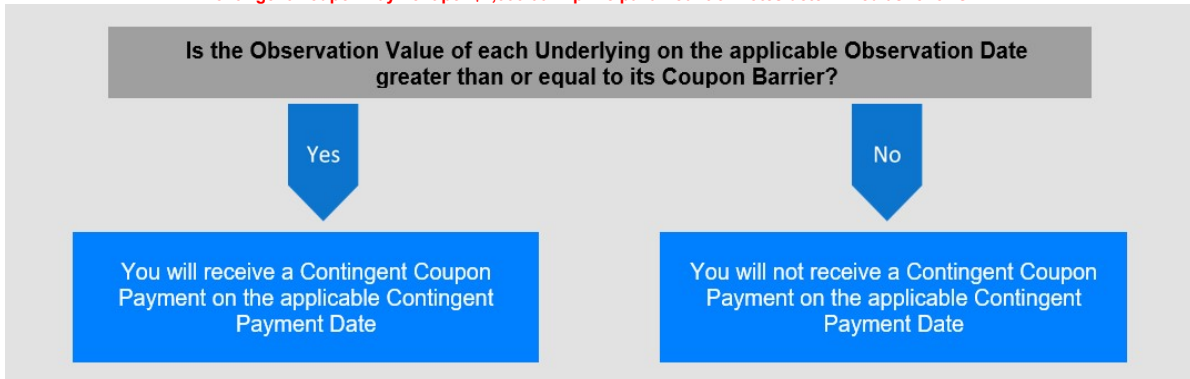 Is the Observation Value of each Underlying on the applicable Observation Date
greater than or equal to its Coupon Barrier?
Yes
No
You will receive a Contingent Coupon
Payment on the applicable Contingent
Payment Date
You will not receive a Contingent Coupon
Payment on the applicable Contingent
Payment Date